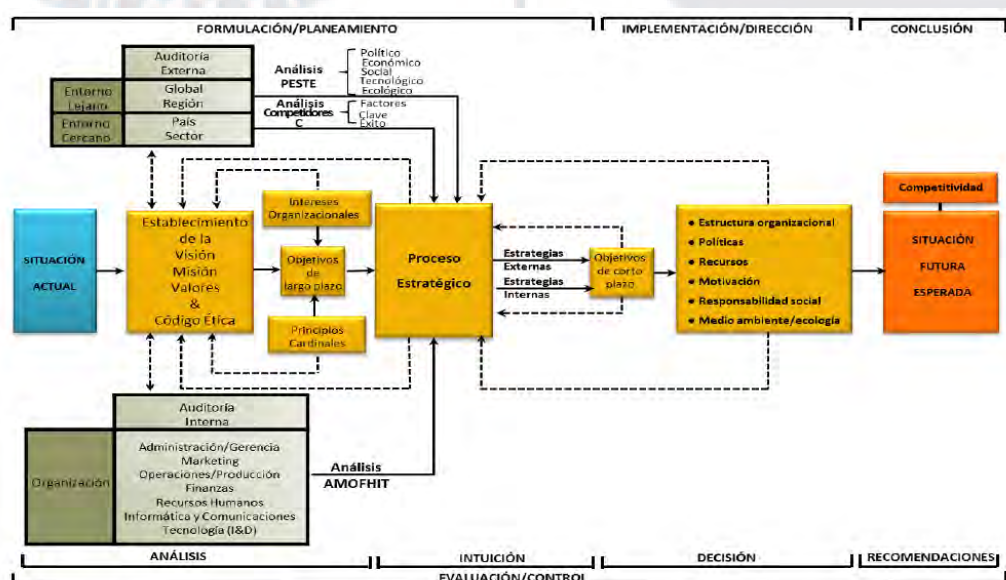 FORMULACIÓN/PLANEAMIENTO
IMPLEMENTACIÓN/DIRECCIÓN
CONCLUSIÓN
Auditoría
Externa
Entorno
Lejano
Global
Región
Entorno
Cercano
País
Sector
Análisis
PESTE
Político
Económico
Social
Tecnológico
Ecológico
Análisis
Competidores
C
Factores
Clave
Éxito
SITUACIÓN
ACTUAL
Establecimiento
de la
Visión
Misión
Valores
&
Código Ética
Intereses
Organizacionales
Objetivos
de
largo plazo
Principios
Cardinales
Proceso
Estratégico
Estrategias
Externas
Estrategias
Internas
Objetivos
de corto
plazo
• Estructura organizacional
• Políticas
• Recursos
• Motivación
• Responsabilidad social
• Medio ambiente/ecología
Competitividad
SITUACIÓN
FUTURA
ESPERADA
Auditoría
Interna
Organización
Administración/Gerencia
Marketing
Operaciones/Producción
Finanzas
Recursos Humanos
Informática y Comunicaciones
Tecnología (I&D)
Análisis
AMOFHIT
ANÁLISIS
INTUICIÓN
DECISIÓN
RECOMENDACIONES
EVALUACIÓN/CONTROL